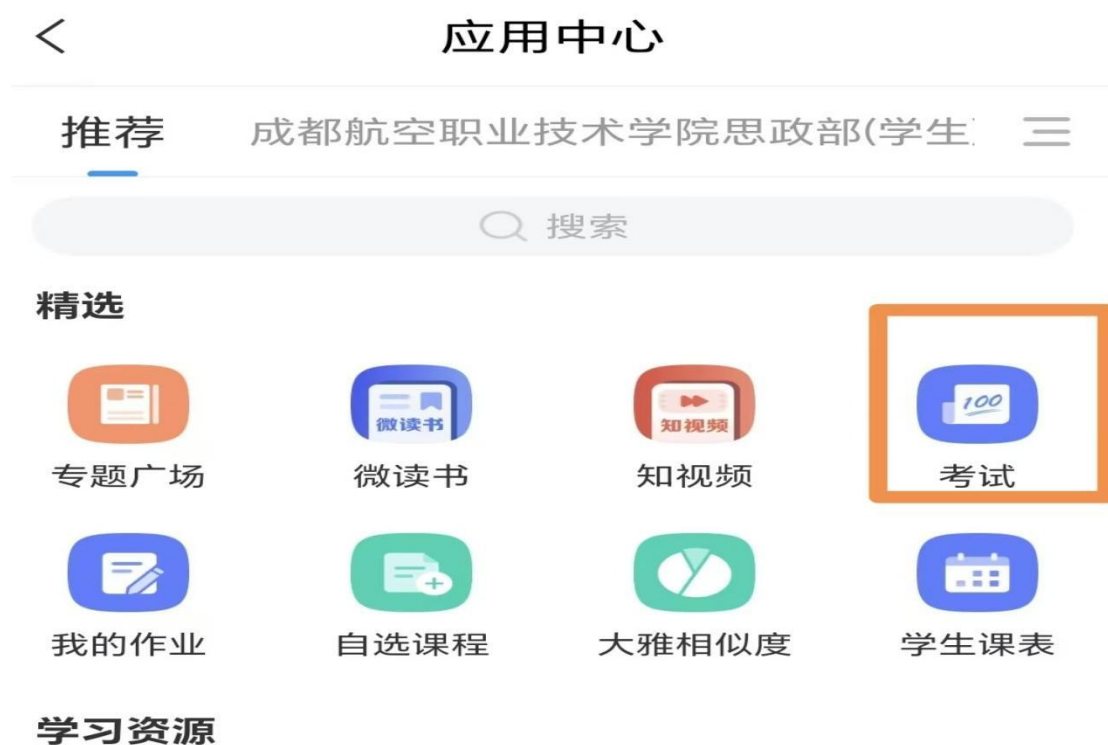 应用中心
推荐 成都航空职业技术学院思政部(学生
搜索
精选
微读书 知视频 100
专题广场 微读书 知视频 考试
我的作业 自选课程 大雅相似度 学生课表
学习资源